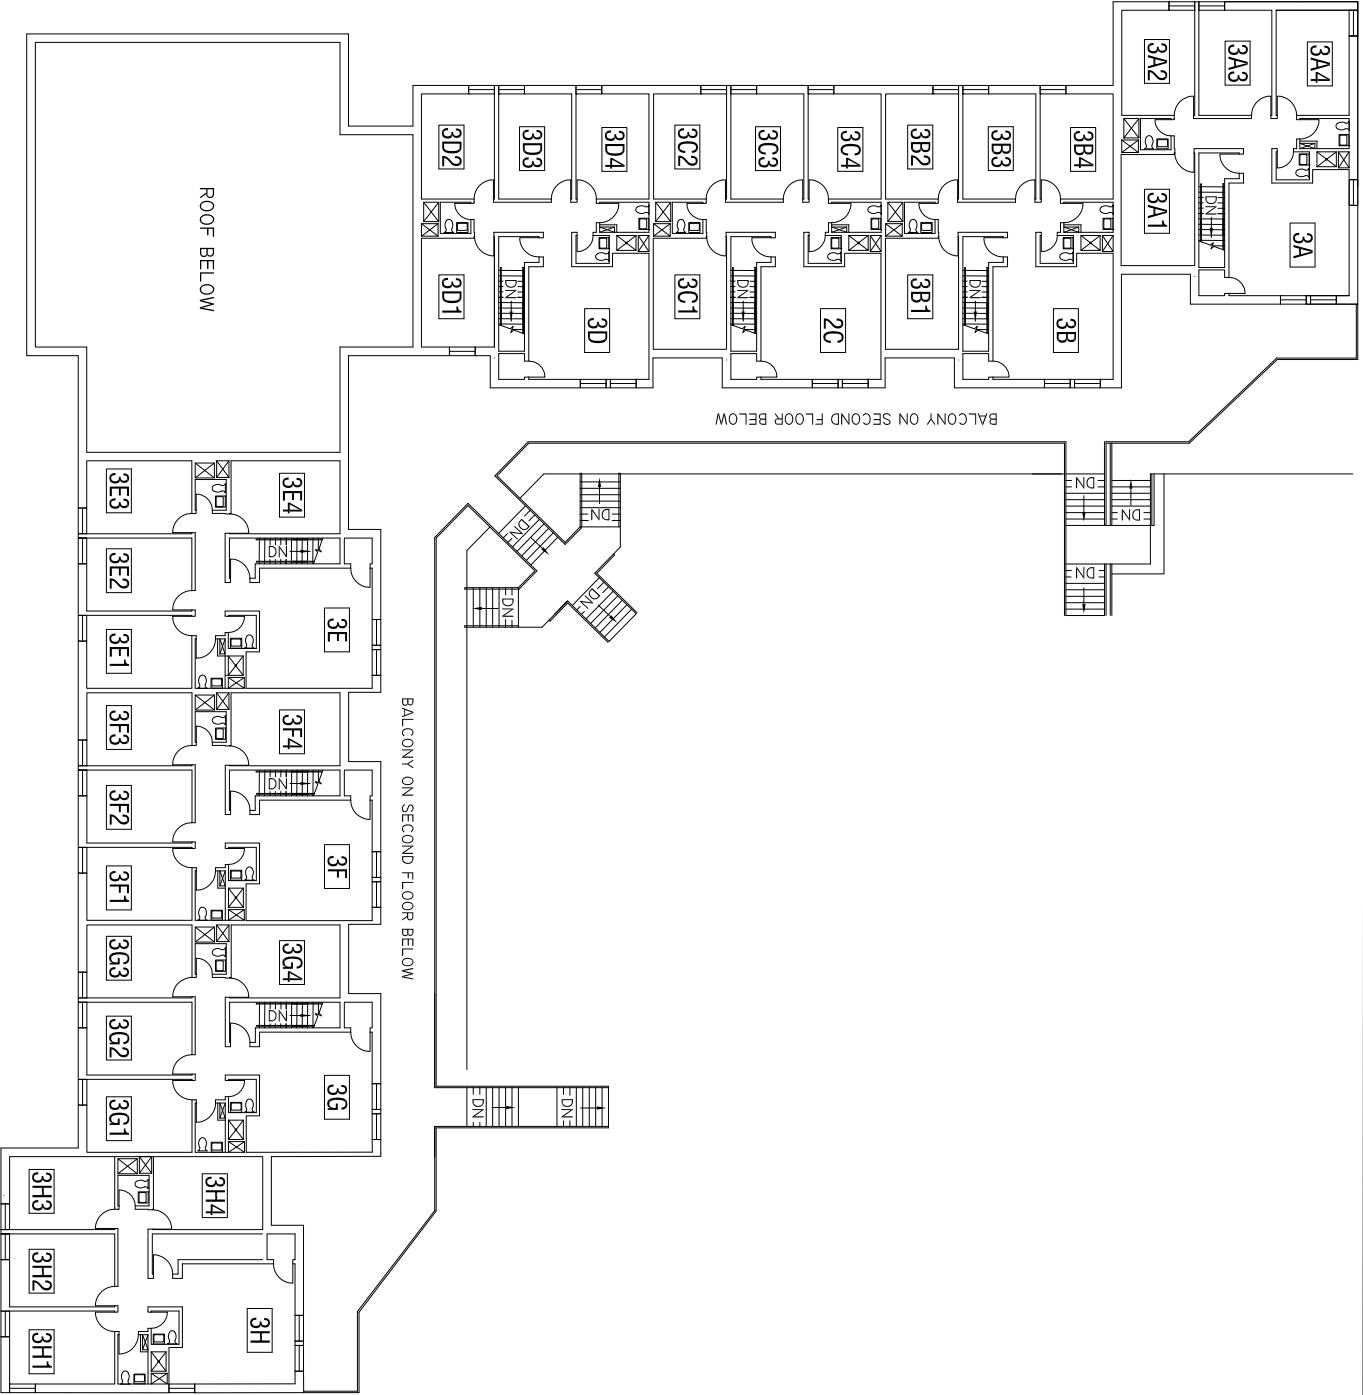 3A2
3A3
3A4
3A1
DN
3A
3D2
3D3
3D4
3C2
3C3
3C4
3B2
3B3
3B4
3D1
DN
3D
3C1
DN
2C
3B1
DN
3B
ROOF BELOW
BALCONY ON SECOND FLOOR BELOW
DN
DN
DN
DN
DN
DN
DN
3E3
3E4
3E2
DN
3E1
3E
3F3
3F4
3F2
DN
3F1
3F
BALCONY ON SECOND FLOOR BELOW
3G3
3G4
3G2
DN
3G1
3G
DN
DN
3H3
3H4
3H2
3H1
3H